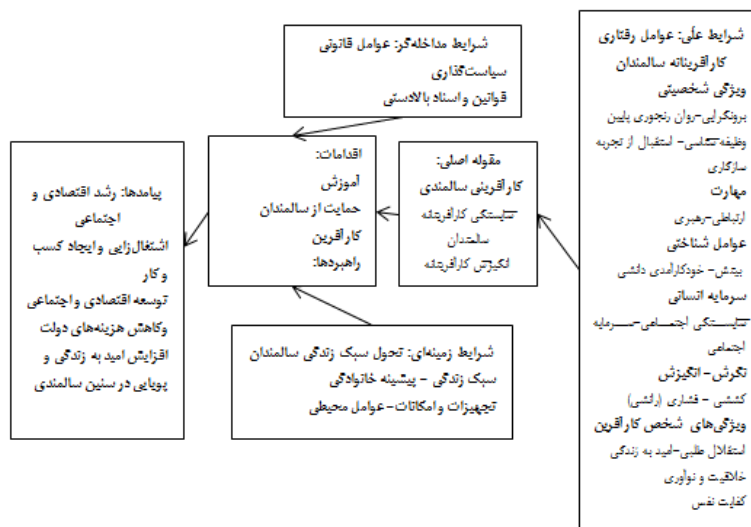 شرایط علّی: عوامل رفتاری
کارآفرینانه سالمندان
ویژگی شخصیتی
برونگرایی-روان رنجوری پایین
وظیفه‌شناسی- استقبال از تجربه
سازگاری
مهارت
ارتباطی-رهبری
عوامل شناختی
بینش- خودکارآمدی دانشی
سرمایه انسانی
شایستگی اجتماعی-سرمایه
اجتماعی
نگرش- انگیزش
کششی - فشاری (رانشی)
ویژگی‌های شخص کارآفرین
استقلال طلبی-امید به زندگی
خلاقیت و نوآوری
کفایت نفس
شرایط مداخله‌گر: عوامل قانونی
سیاست‌گذاری
قوانین و اسناد بالادستی
مقوله اصلی:
کارآفرینی سالمندی
شایستگی کارآفرینانه
سالمندان
انگیزش کارآفرینانه
اقدامات:
آموزش
حمایت از سالمندان
کارآفرین
راهبردها:
شرایط زمینه‌ای: تحول سبک زندگی سالمندان
سبک زندگی - پیشینه خانوادگی
تجهیزات و امکانات- عوامل محیطی
پیامدها: رشد اقتصادی و
اجتماعی
اشتغال‌زایی و ایجاد کسب
و کار
توسعه اقتصادی و اجتماعی
وکاهش هزینه‌های دولت
افزایش امید به زندگی و
پویایی در سنین سالمندی